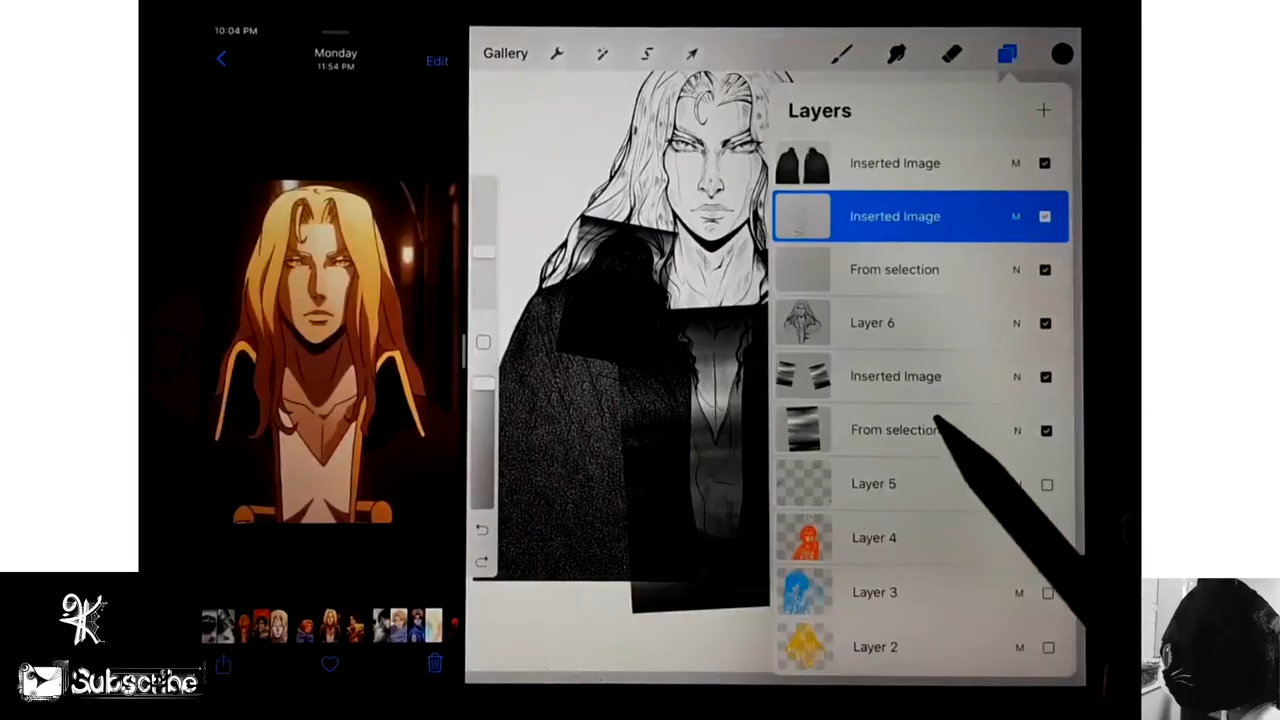 10:04 PM
Monday
11:54 PM
Edit
Gallery
Layers
Inserted Image M
Inserted Image M
From selection N
Layer 6 N
Inserted Image N
From selection N
Layer 5
Layer 4
Layer 3 M
Layer 2 M
K
Subscribe